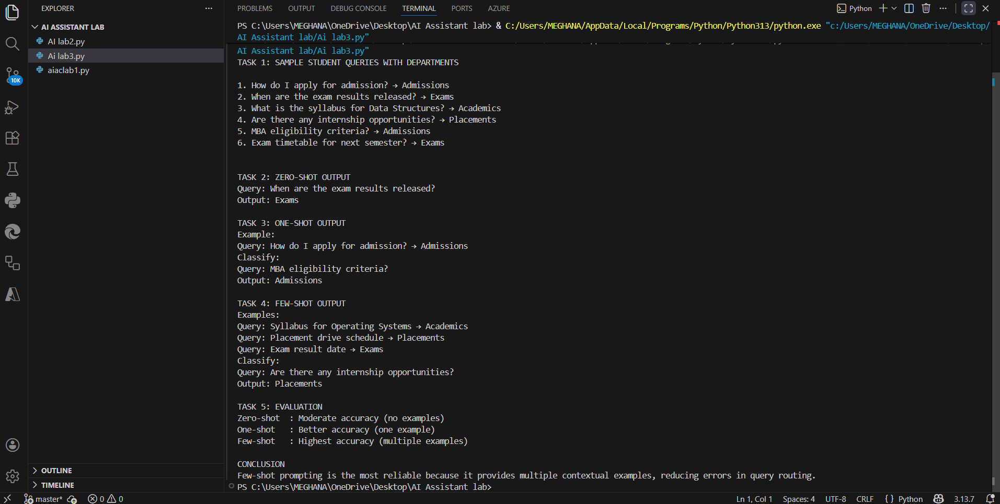 EXPLORER
AI ASSISTANT LAB
AI lab2.py
Ai lab3.py
aiaclab1.py
10K
OUTLINE
TIMELINE
PROBLEMS OUTPUT DEBUG CONSOLE TERMINAL PORTS AZURE
Python
PS C:\Users\MEGHANA\OneDrive\Desktop\AI Assistant lab> & C:/Users/MEGHANA/AppData/Local/Programs/Python/Python313/python.exe "c:/Users/MEGHANA/OneDrive/Desktop/
AI Assistant lab/Ai lab3.py"
AI Assistant lab/Ai lab3.py"
TASK 1: SAMPLE STUDENT QUERIES WITH DEPARTMENTS
1. How do I apply for admission? → Admissions
2. When are the exam results released? → Exams
3. What is the syllabus for Data Structures? → Academics
4. Are there any internship opportunities? → Placements
5. MBA eligibility criteria? → Admissions
6. Exam timetable for next semester? → Exams
TASK 2: ZERO-SHOT OUTPUT
Query: When are the exam results released?
Output: Exams
TASK 3: ONE-SHOT OUTPUT
Example:
Query: How do I apply for admission? → Admissions
Classify:
Query: MBA eligibility criteria?
Output: Admissions
TASK 4: FEW-SHOT OUTPUT
Examples:
Query: Syllabus for Operating Systems → Academics
Query: Placement drive schedule → Placements
Query: Exam result date → Exams
Classify:
Query: Are there any internship opportunities?
Output: Placements
TASK 5: EVALUATION
Zero-shot  : Moderate accuracy (no examples)
One-shot   : Better accuracy (one example)
Few-shot   : Highest accuracy (multiple examples)
CONCLUSION
Few-shot prompting is the most reliable because it provides multiple contextual examples, reducing errors in query routing.
PS C:\Users\MEGHANA\OneDrive\Desktop\AI Assistant lab>
master* 0 0 Ln 1, Col 1 Spaces: 4 UTF-8 CRLF { } Python 3.13.7